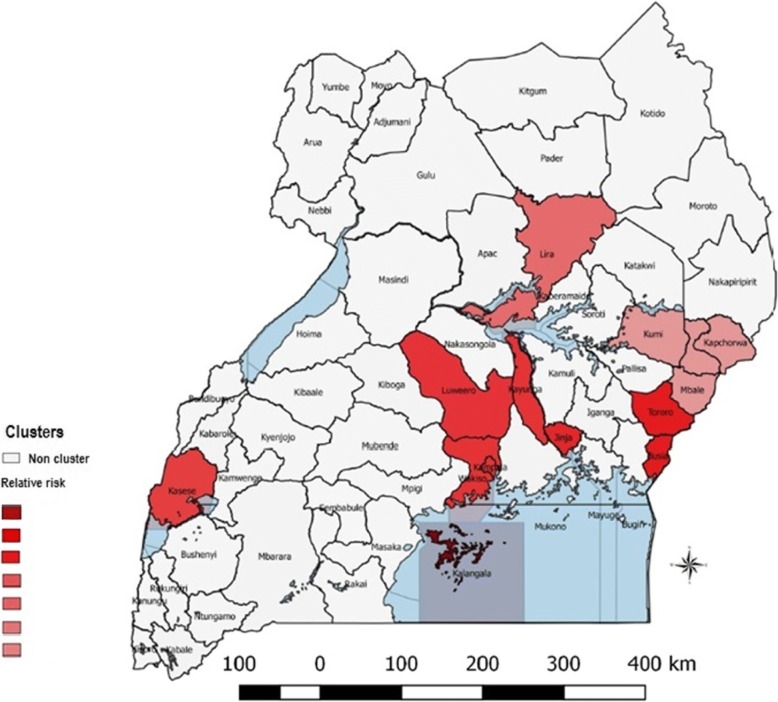 Yumbe
Moyo
Adjumani
Arua
Kitgum
Kotido
Pader
Gulu
Nebbi
Moroto
Lira
Apac
Katakwi
Masindi
Nakapiripirit
Kaberamaido
Soroti
Hoima
Nakasongola
Kumi
Kapchorwa
Pallisa
Kamuli
Kiboga
Luweero
Kayunga
Mbale
Kibaale
Bundibugyo
Iganga
Tororo
Kabarole
Kyenjojo
Mubende
Jinja
Busia
Clusters
Non cluster
Relative risk
Kasese
Kamwenge
Kampala
Wakiso
Mpigi
Sembabule
Mukono
Mayuge
Bugiri
Bushenyi
Mbarara
Masaka
Kalangala
Rakai
Rukungiri
Kanungu
Ntungamo
Kabale
100 0 100 200 300 400 km